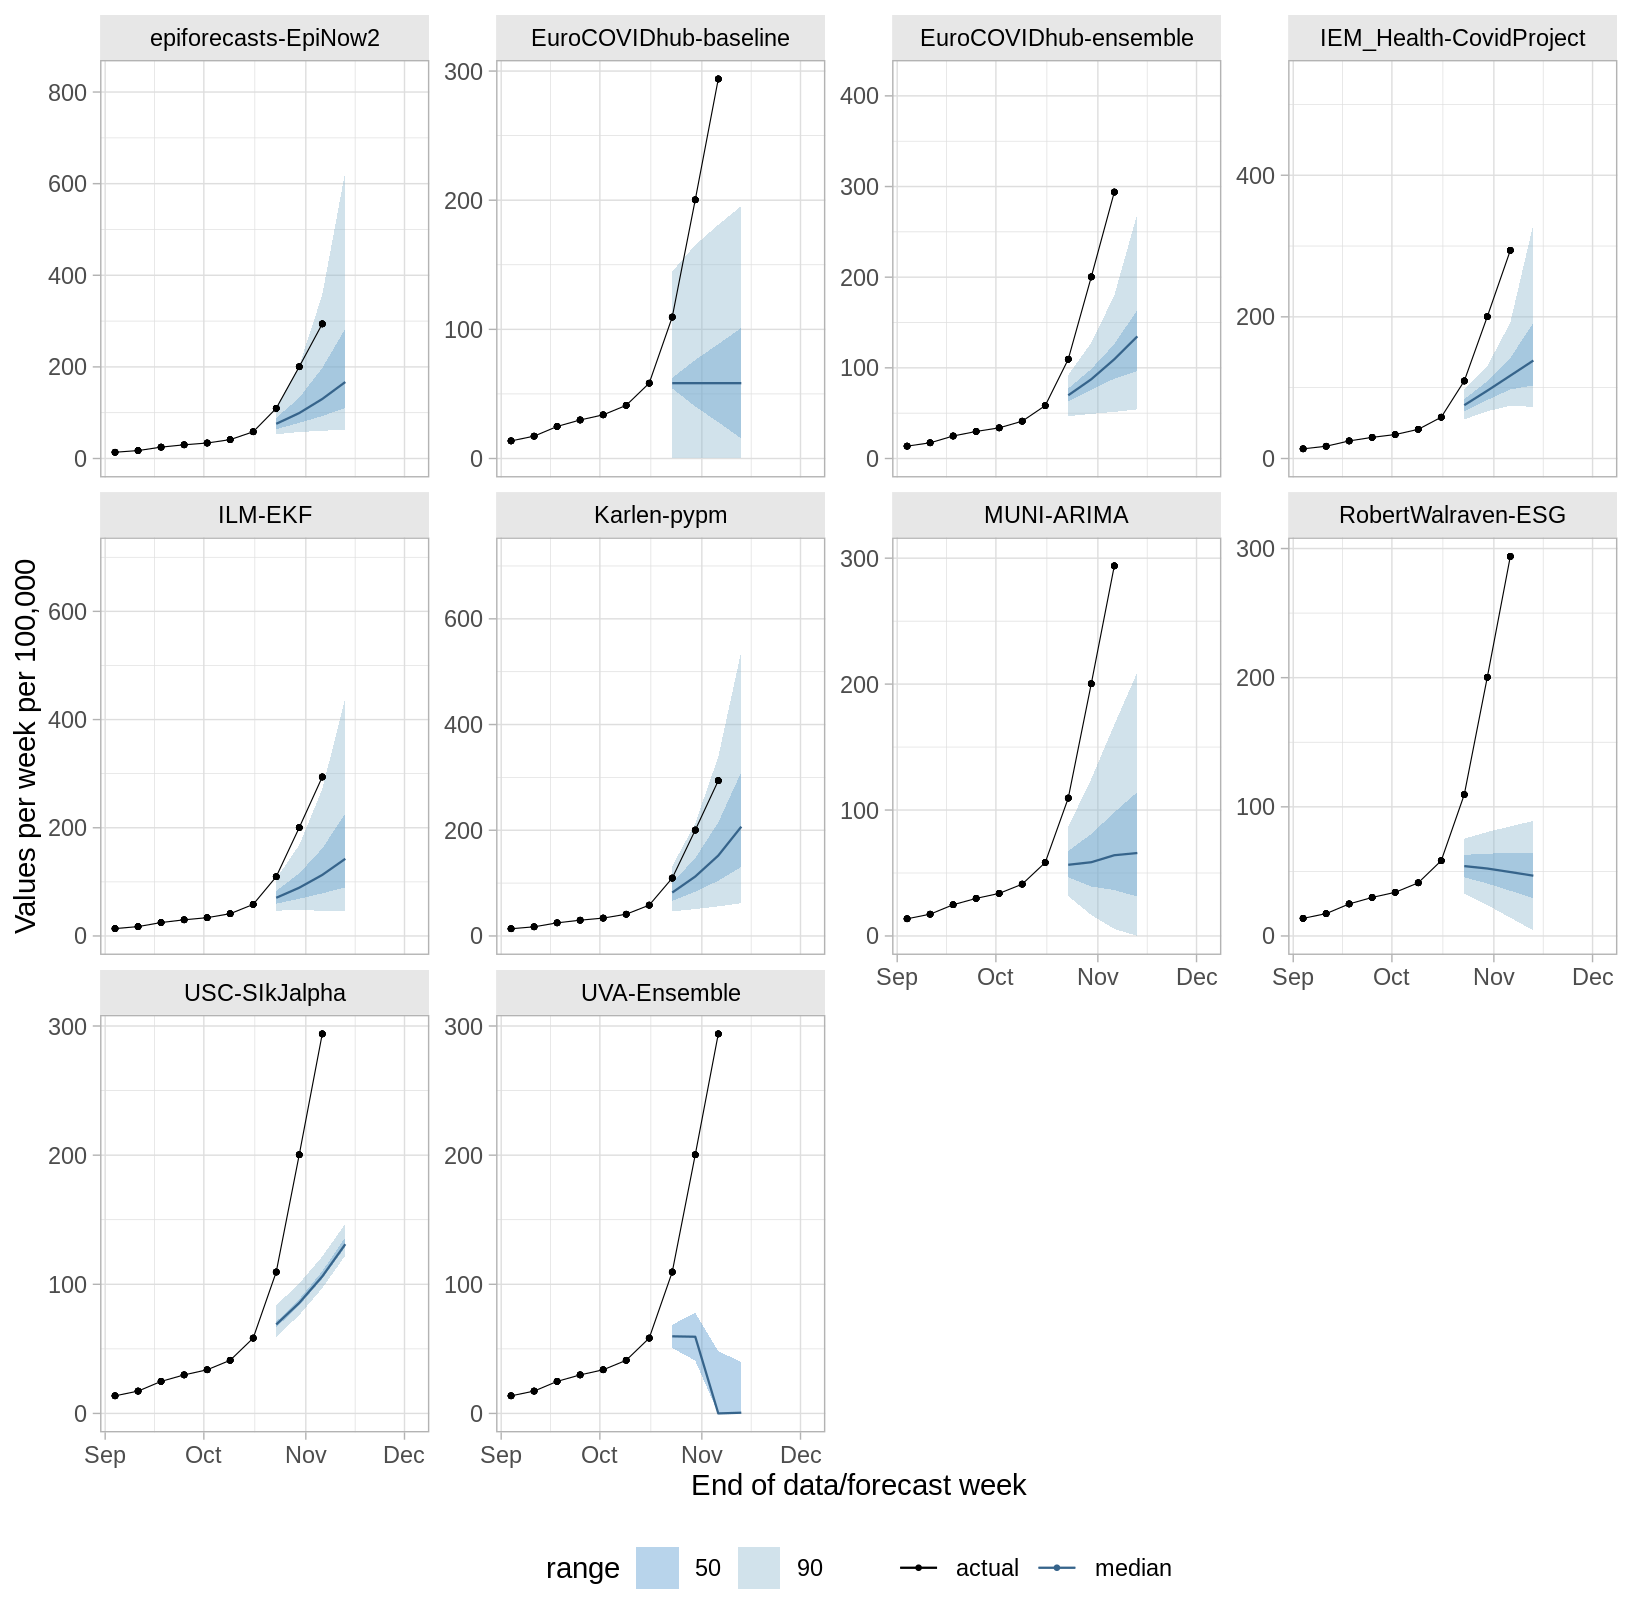 epiforecasts-EpiNow2
EuroCOVIDhub-baseline
EuroCOVIDhub-ensemble
IEM_Health-CovidProject
800
600
400
200
0
300
200
100
0
400
300
200
100
0
400
200
0
ILM-EKF
Karlen-pypm
MUNI-ARIMA
RobertWalraven-ESG
Values per week per 100,000
600
400
200
0
600
400
200
0
300
200
100
0
Sep Oct Nov Dec
300
200
100
0
Sep Oct Nov Dec
USC-SIkJalpha
UVA-Ensemble
300
200
100
0
Sep Oct Nov Dec
300
200
100
0
Sep Oct Nov Dec
End of data/forecast week
range 50 90 actual median